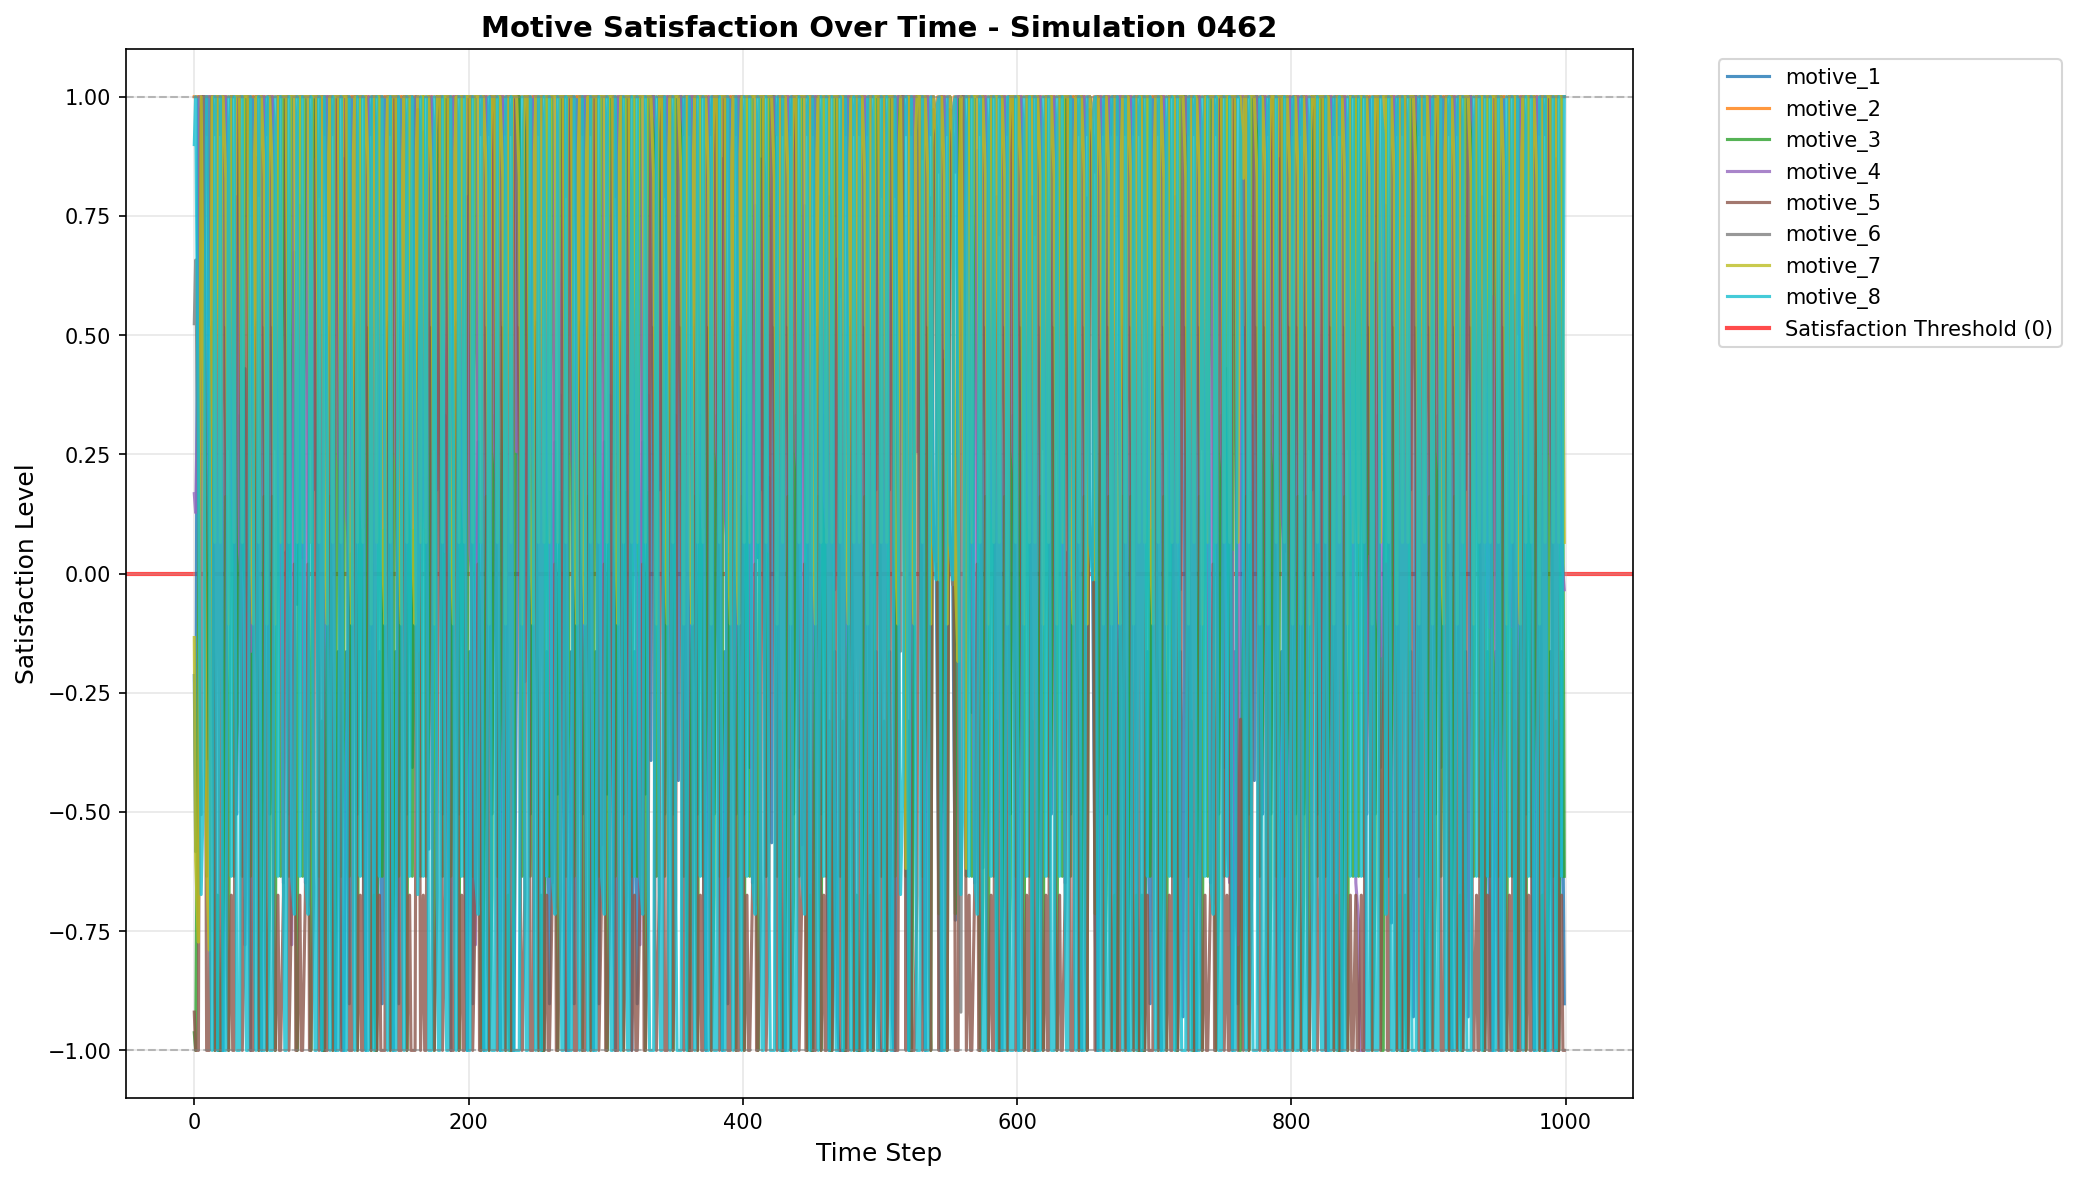 Motive Satisfaction Over Time - Simulation 0462
1.00
0.75
0.50
0.25
0.00
−0.25
−0.50
−0.75
−1.00
Satisfaction Level
0 200 400 600 800 1000
Time Step
motive_1
motive_2
motive_3
motive_4
motive_5
motive_6
motive_7
motive_8
Satisfaction Threshold (0)